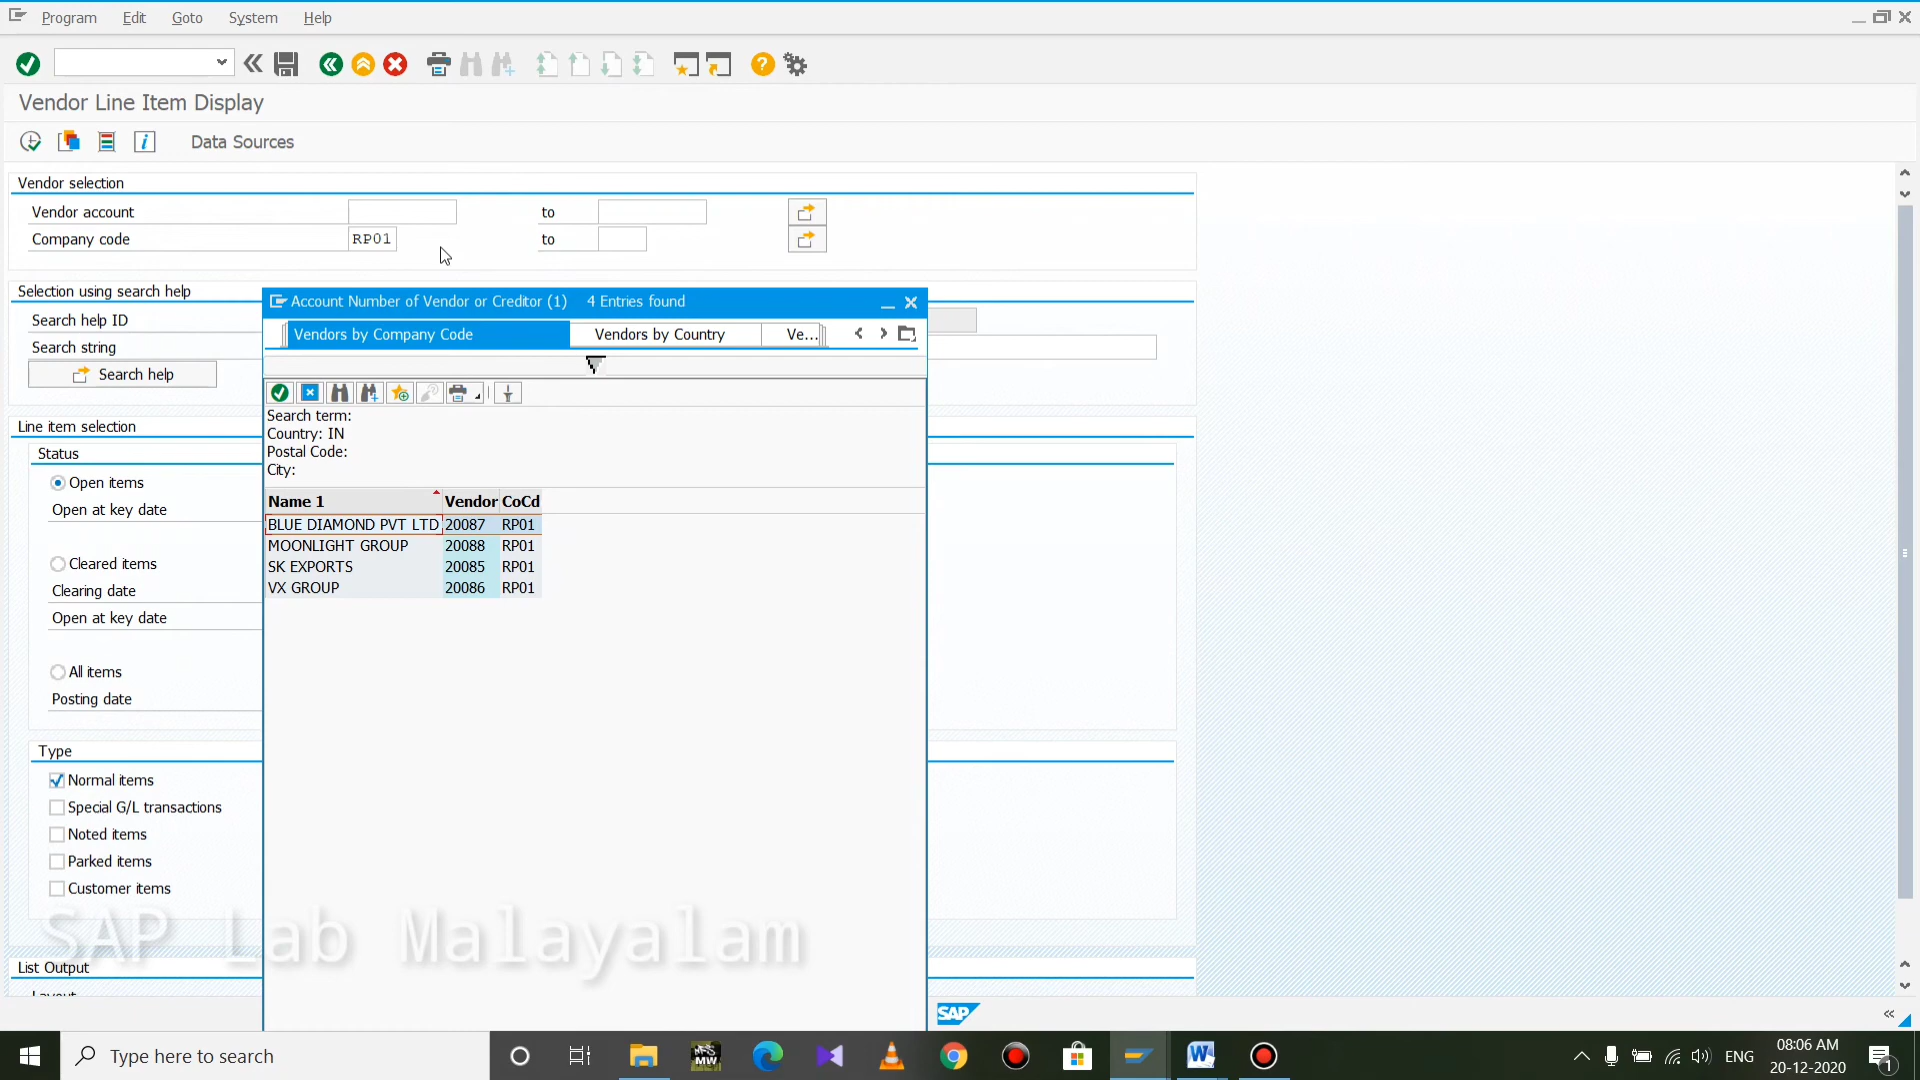 Program Edit Goto System Help
Vendor Line Item Display
Data Sources
Vendor selection
Vendor account to
Company code RP01 to
Selection using search help
Search help ID
Search string
Search help
Account Number of Vendor or Creditor (1) 4 Entries found
Vendors by Company Code Vendors by Country Ve...
Search term:
Country: IN
Postal Code:
City:
Name 1 Vendor CoCd
BLUE DIAMOND PVT LTD 20087 RP01
MOONLIGHT GROUP 20088 RP01
SK EXPORTS 20085 RP01
VX GROUP 20086 RP01
Line item selection
Status
Open items
Open at key date
Cleared items
Clearing date
Open at key date
All items
Posting date
Type
Normal items
Special G/L transactions
Noted items
Parked items
Customer items
SAP Lab Malayalam
List Output
Layout
SAP
Type here to search
NFS
MW
ENG
08:06 AM
20-12-2020
1